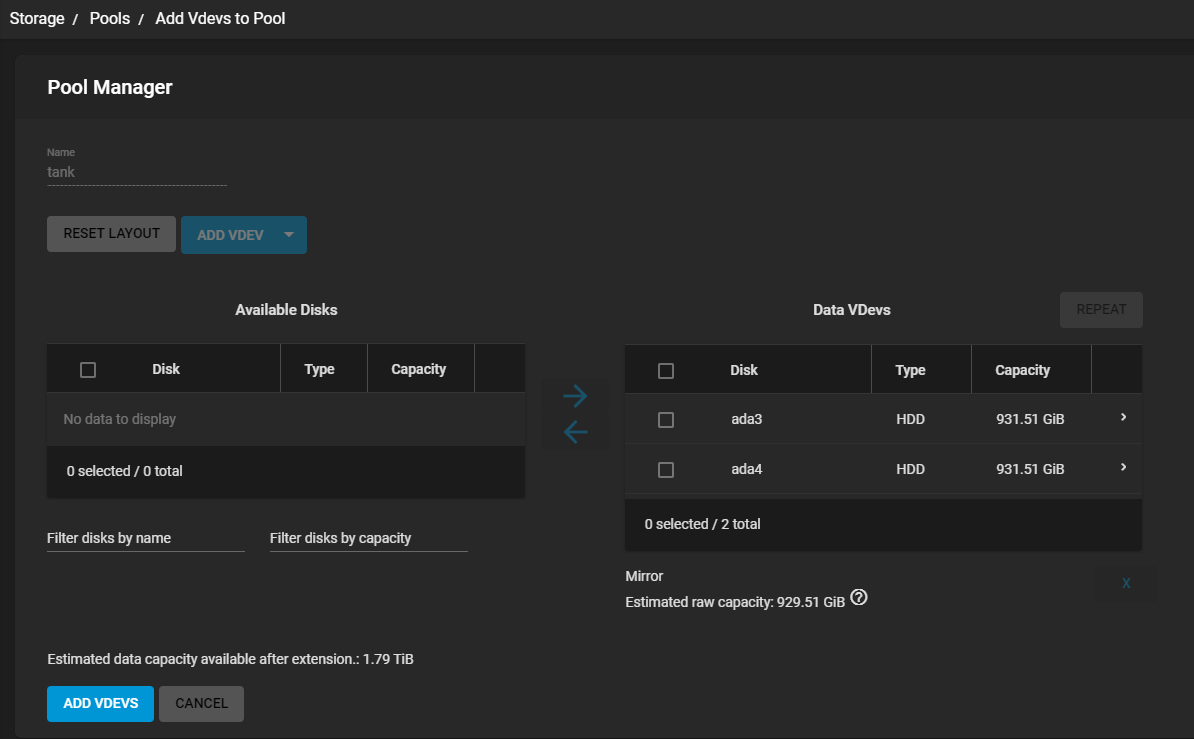 Storage / Pools / Add Vdevs to Pool
Pool Manager
Name
tank
RESET LAYOUT ADD VDEV
Available Disks
Disk Type Capacity
No data to display
0 selected / 0 total
Filter disks by name Filter disks by capacity
Data VDevs REPEAT
Disk Type Capacity
ada3 HDD 931.51 GiB
ada4 HDD 931.51 GiB
0 selected / 2 total
Mirror
X
Estimated raw capacity: 929.51 GiB ?
Estimated data capacity available after extension.: 1.79 TiB
ADD VDEVS CANCEL